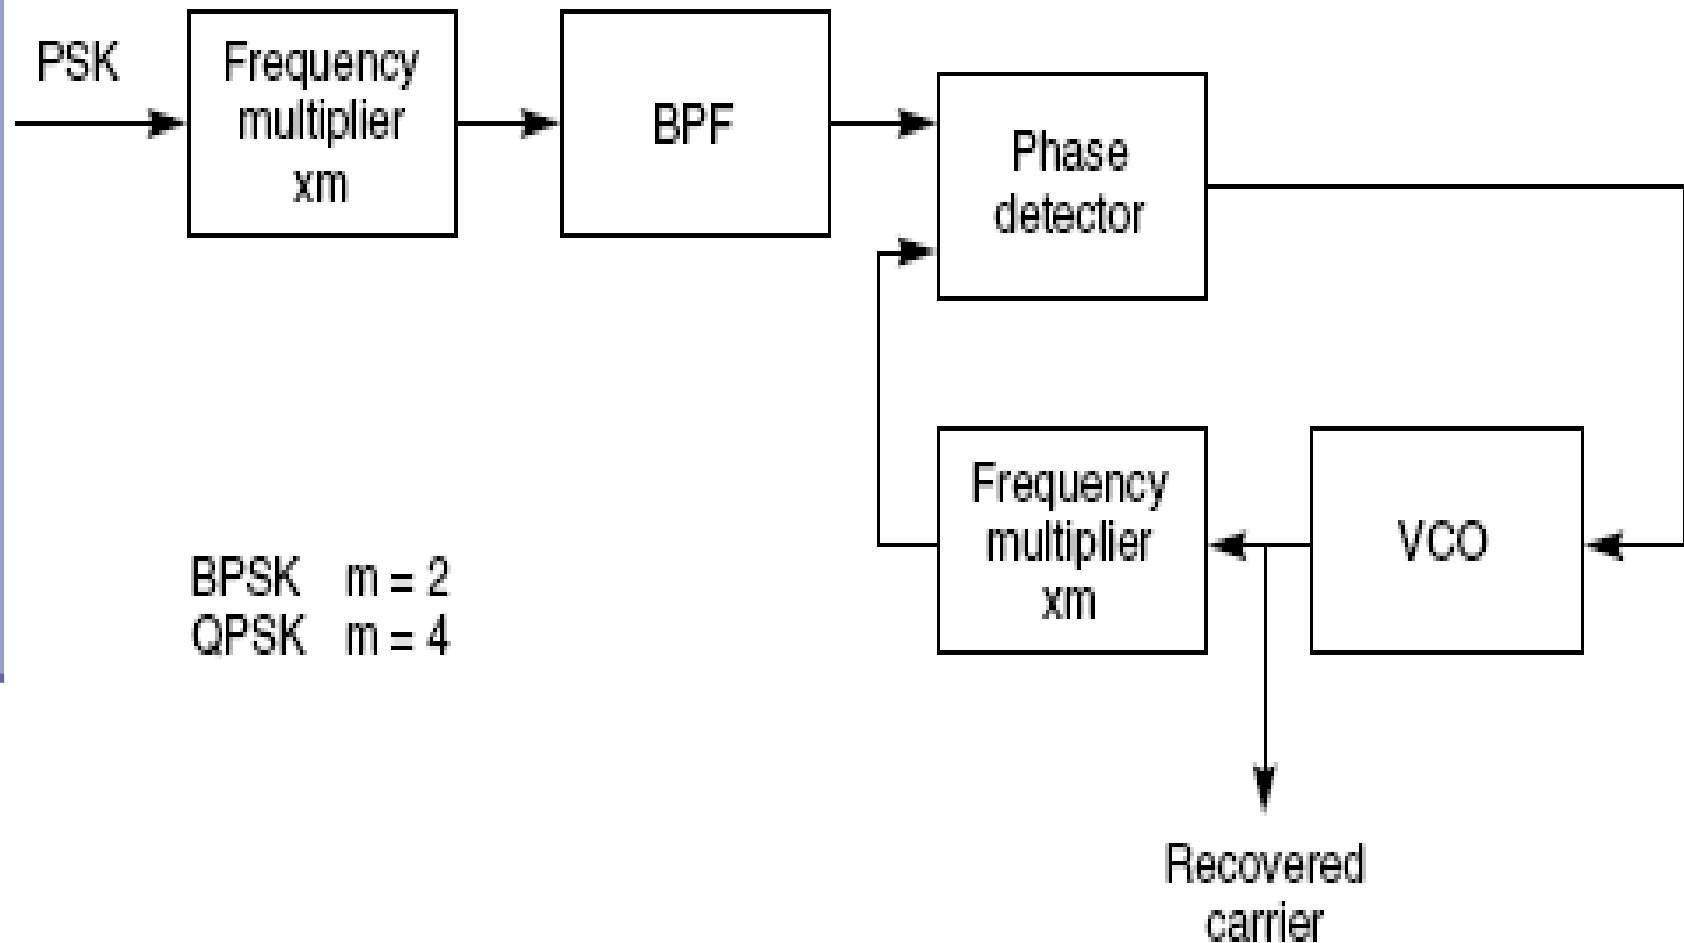 PSK
Frequency
multiplier
xm
BPF
Phase
detector
Frequency
multiplier
xm
VCO
BPSK m = 2
QPSK m = 4
Recovered
carrier